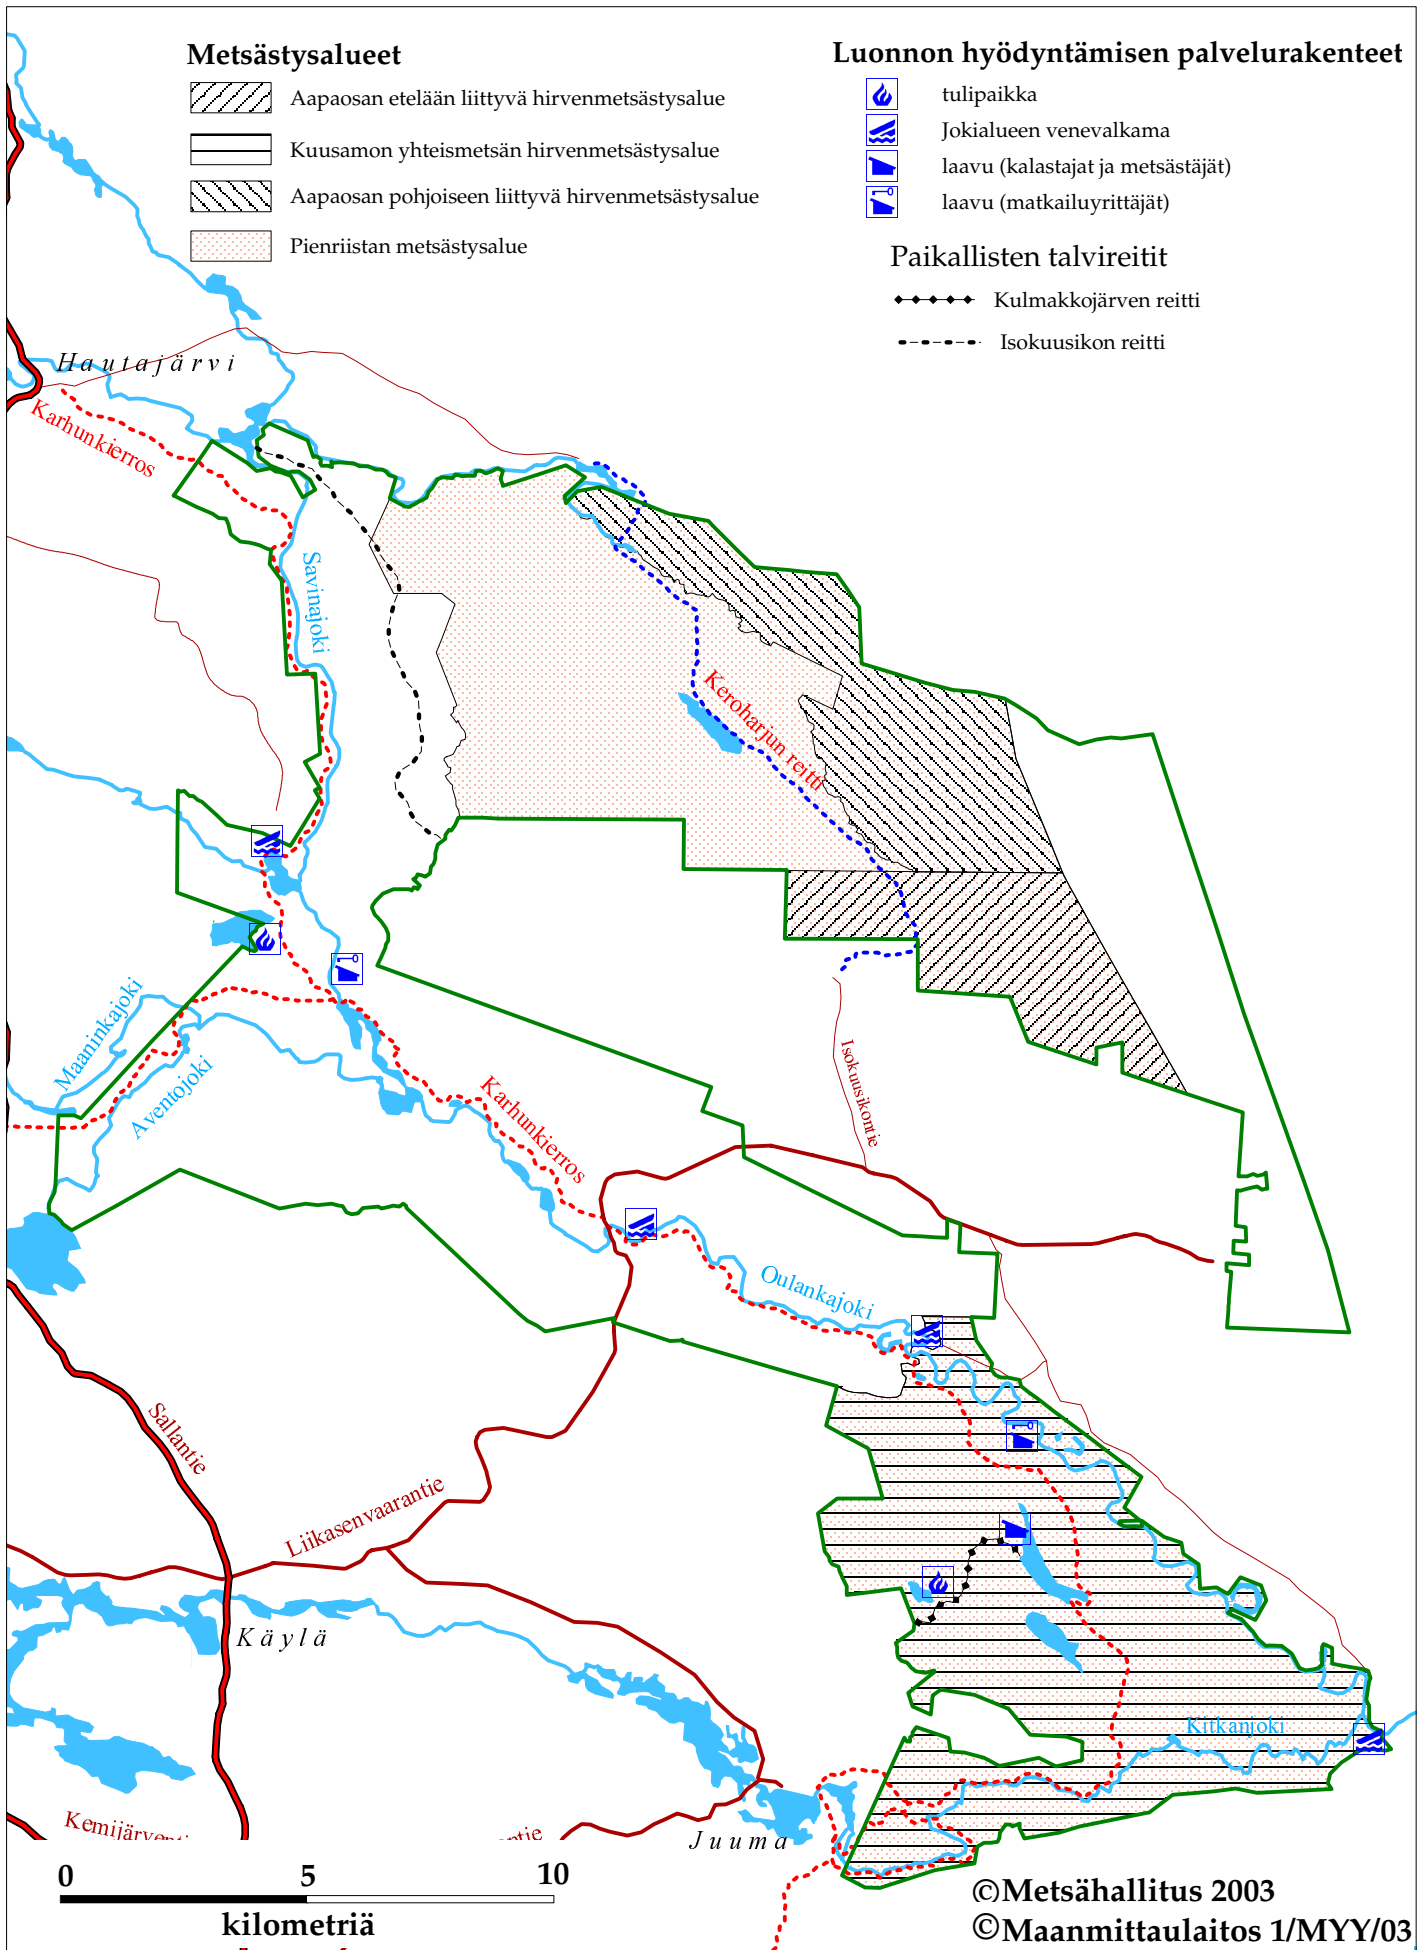 Metsästysalueet
Aapaosan etelään liittyvä hirvenmetsästysalue
Kuusamon yhteismetsän hirvenmetsästysalue
Aapaosan pohjoiseen liittyvä hirvenmetsästysalue
Pienriistan metsästysalue
Luonnon hyödyntämisen palvelurakenteet
tulipaikka
Jokialueen venevalkama
laavu (kalastajat ja metsästäjät)
laavu (matkailuyrittäjät)
Paikallisten talvireitit
Kulmakkojärven reitti
Isokuusikon reitti
Hautajärvi
Karhunkierros
Savinajoki
Keroharjun reitti
Maaninkajoki
Aventojoki
Isokuusikontie
Karhunkierros
Oulankajoki
Sallantie
Liikasenvaarantie
Käylä
Kitkanjoki
Kemijärventi
antie
Juuma
0 5 10
kilometriä
©Metsähallitus 2003
©Maanmittaulaitos 1/MYY/03